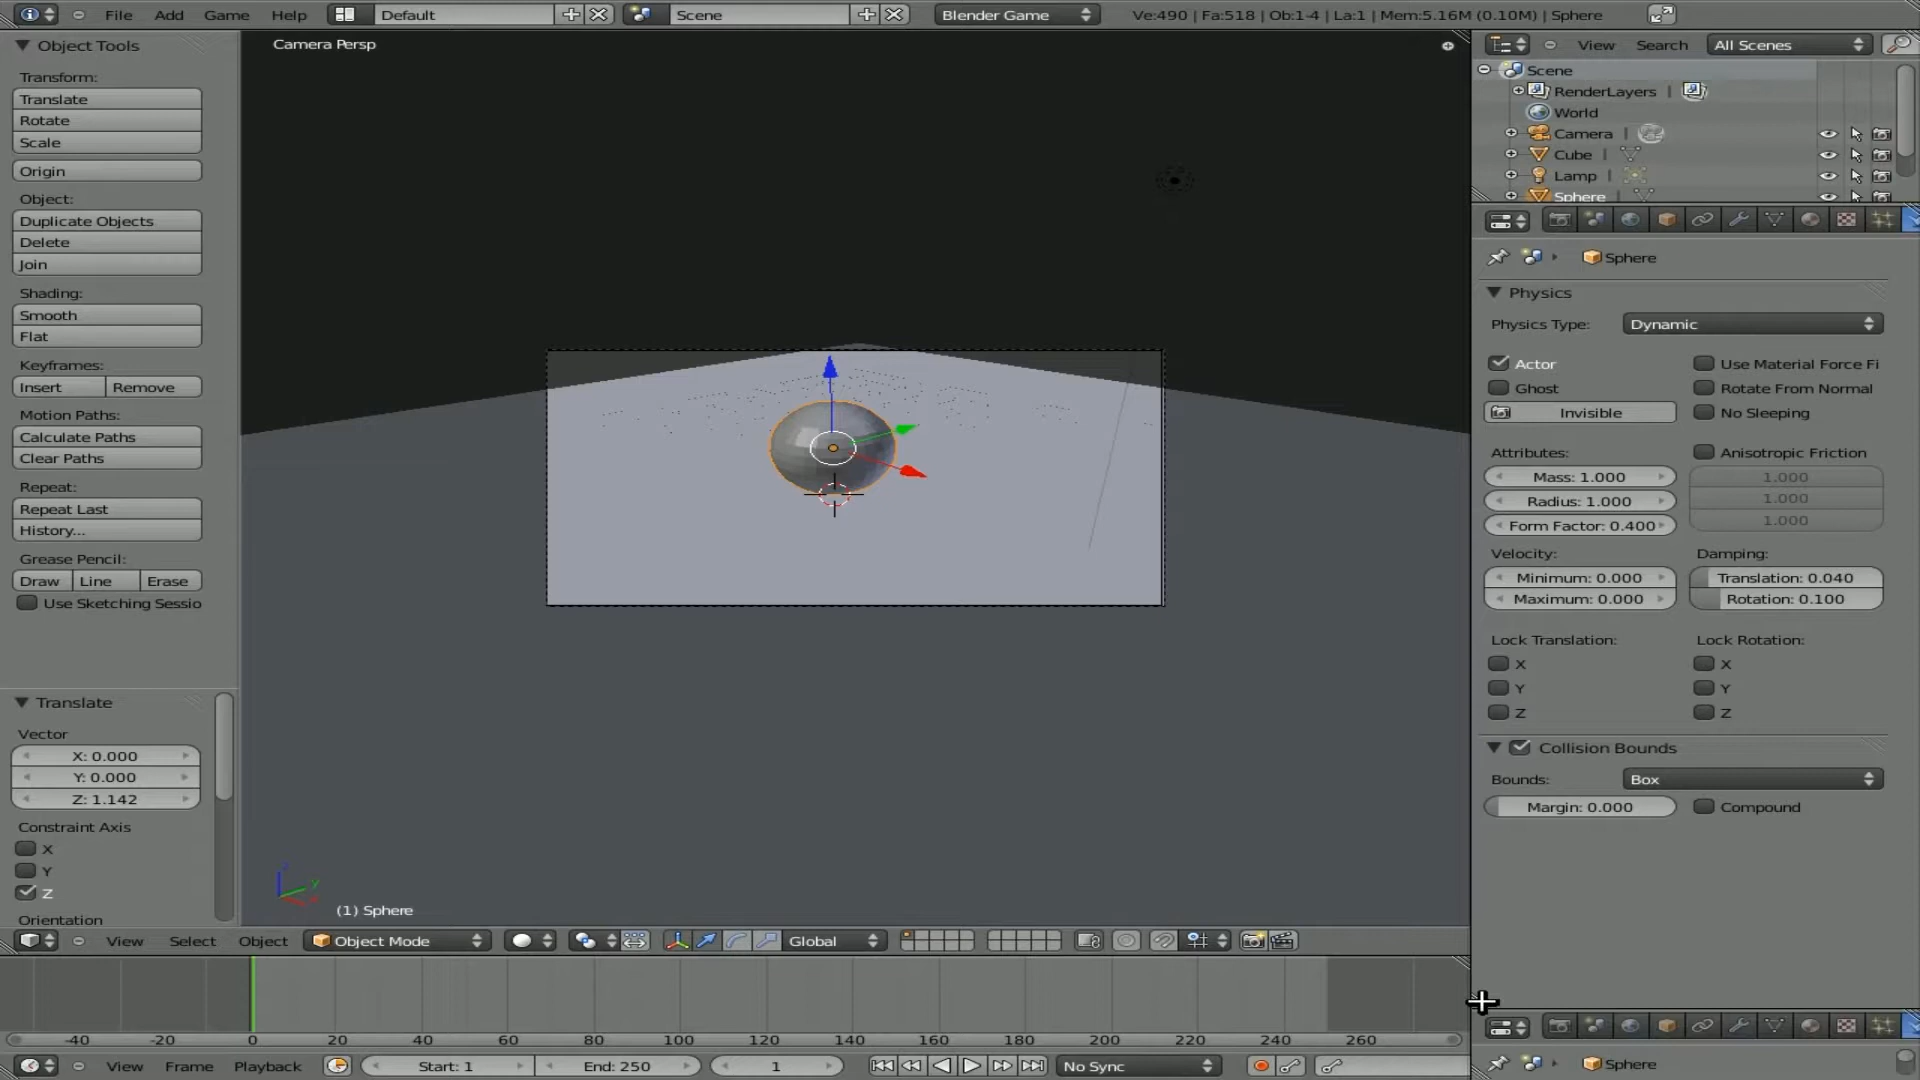 File Add Game Help Default Scene Blender Game Ve:490 | Fa:518 | Ob:1-4 | La:1 | Mem:5.16M (0.10M) | Sphere
Object Tools
Transform:
Translate
Rotate
Scale
Origin
Object:
Duplicate Objects
Delete
Join
Shading:
Smooth
Flat
Keyframes:
Insert Remove
Motion Paths:
Calculate Paths
Clear Paths
Repeat:
Repeat Last
History...
Grease Pencil:
Draw Line Erase
Use Sketching Sessio
Translate
Vector
X: 0.000
Y: 0.000
Z: 1.142
Constraint Axis
X
Y
Z
Orientation
Camera Persp
(1) Sphere
View Select Object Object Mode Global
-40 -20 0 20 40 60 80 100 120 140 160 180 200 220 240 260
View Frame Playback Start: 1 End: 250 1 No Sync
View Search All Scenes
Scene
RenderLayers |
World
Camera |
Cube |
Lamp |
Sphere |
Sphere
Physics
Physics Type: Dynamic
Actor Use Material Force Fi
Ghost Rotate From Normal
Invisible No Sleeping
Attributes: Anisotropic Friction
Mass: 1.000 1.000
Radius: 1.000 1.000
Form Factor: 0.400 1.000
Velocity: Damping:
Minimum: 0.000 Translation: 0.040
Maximum: 0.000 Rotation: 0.100
Lock Translation: Lock Rotation:
X X
Y Y
Z Z
Collision Bounds
Bounds: Box
Margin: 0.000 Compound
Sphere